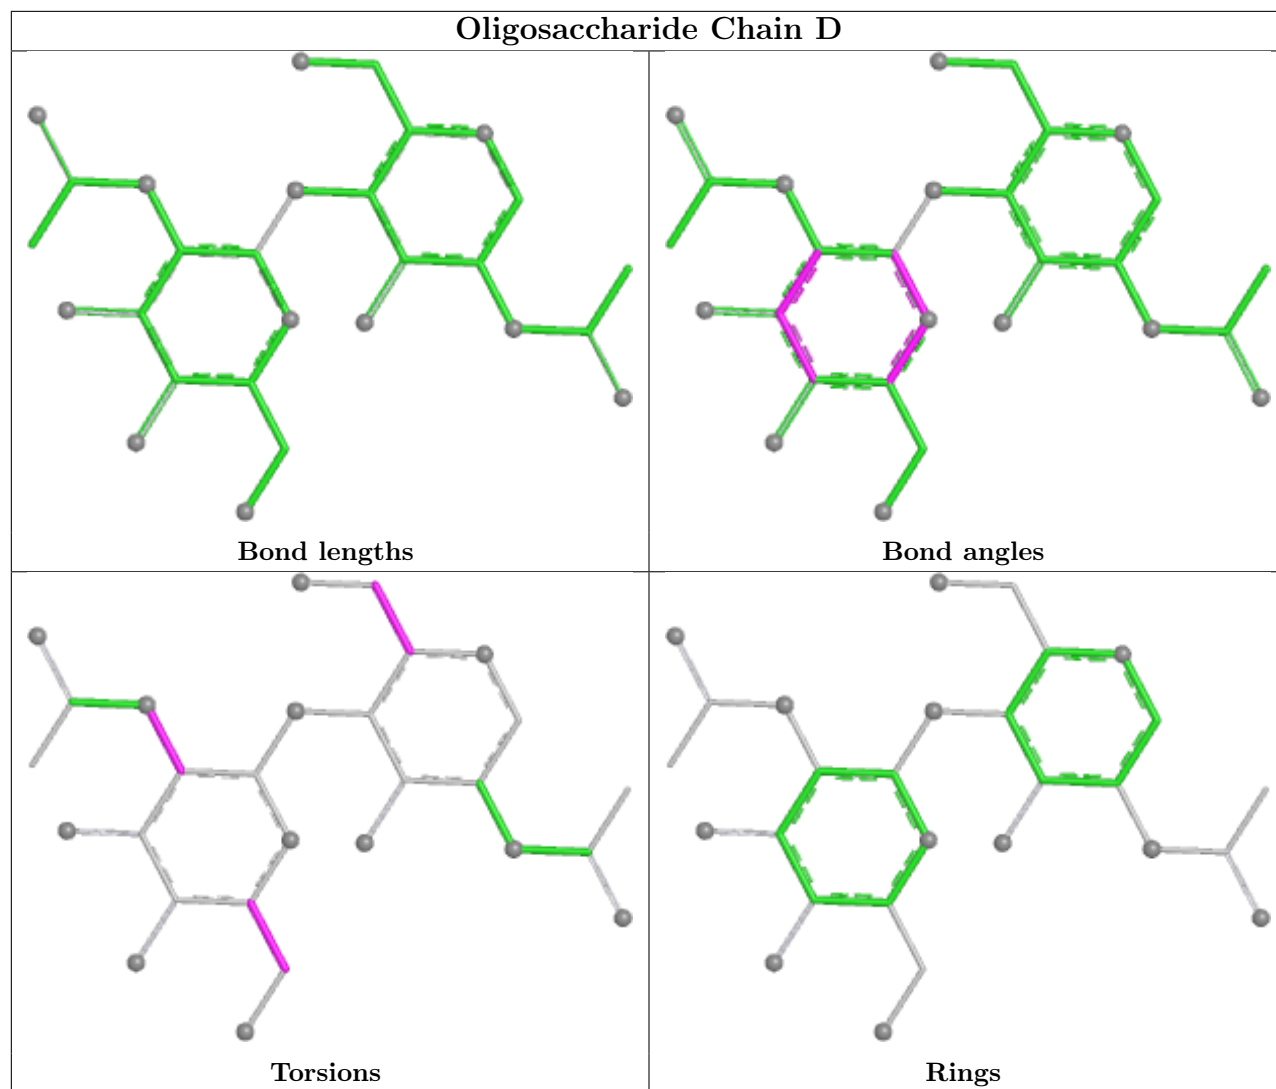 Oligosaccharide Chain D
Bond lengths
Bond angles
Torsions
Rings